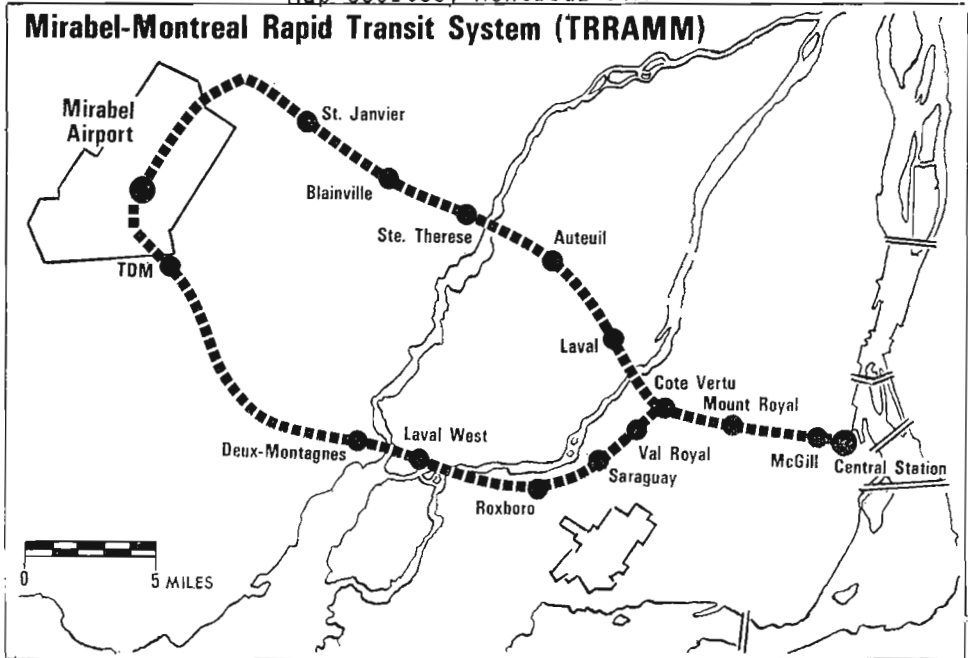 Mirabel-Montreal Rapid Transit System (TRRAMM)
Mirabel
Airport
St. Janvier
Blainville
Ste. Therese
Auteuil
TDM
Laval
Cote Vertu
Mount Royal
Deux-Montagnes
Laval West
Val Royal
McGill
Central Station
Saraguay
Roxboro
0
5 MILES